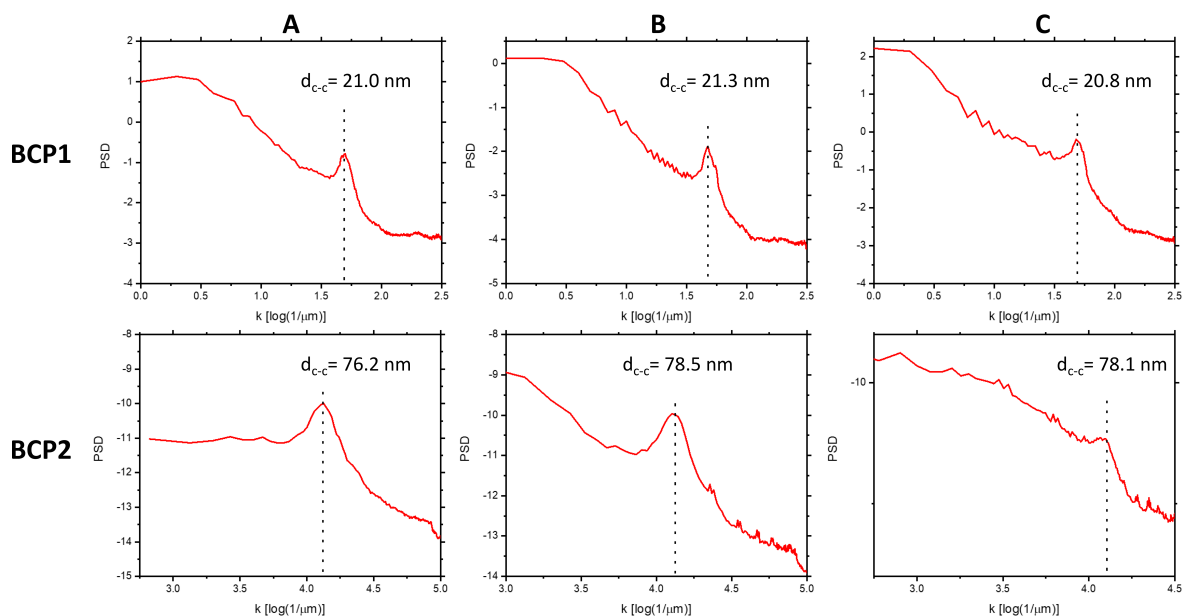 A
B
C
BCP1
2
1
0
-1
-2
-3
-4
PSD
d_c-c= 21.0 nm
0.0 0.5 1.0 1.5 2.0 2.5
k [log(1/μm)]
0
-1
-2
-3
-4
-5
PSD
d_c-c= 21.3 nm
0.0 0.5 1.0 1.5 2.0 2.5
k [log(1/μm)]
2
1
0
-1
-2
-3
-4
PSD
d_c-c= 20.8 nm
0.0 0.5 1.0 1.5 2.0 2.5
k [log(1/μm)]
BCP2
-8
-9
-10
-11
-12
-13
-14
-15
PSD
d_c-c= 76.2 nm
3.0 3.5 4.0 4.5 5.0
k [log(1/μm)]
-8
-9
-10
-11
-12
-13
-14
PSD
d_c-c= 78.5 nm
3.0 3.5 4.0 4.5 5.0
k [log(1/μm)]
-10
PSD
d_c-c= 78.1 nm
3.0 3.5 4.0 4.5
k [log(1/μm)]